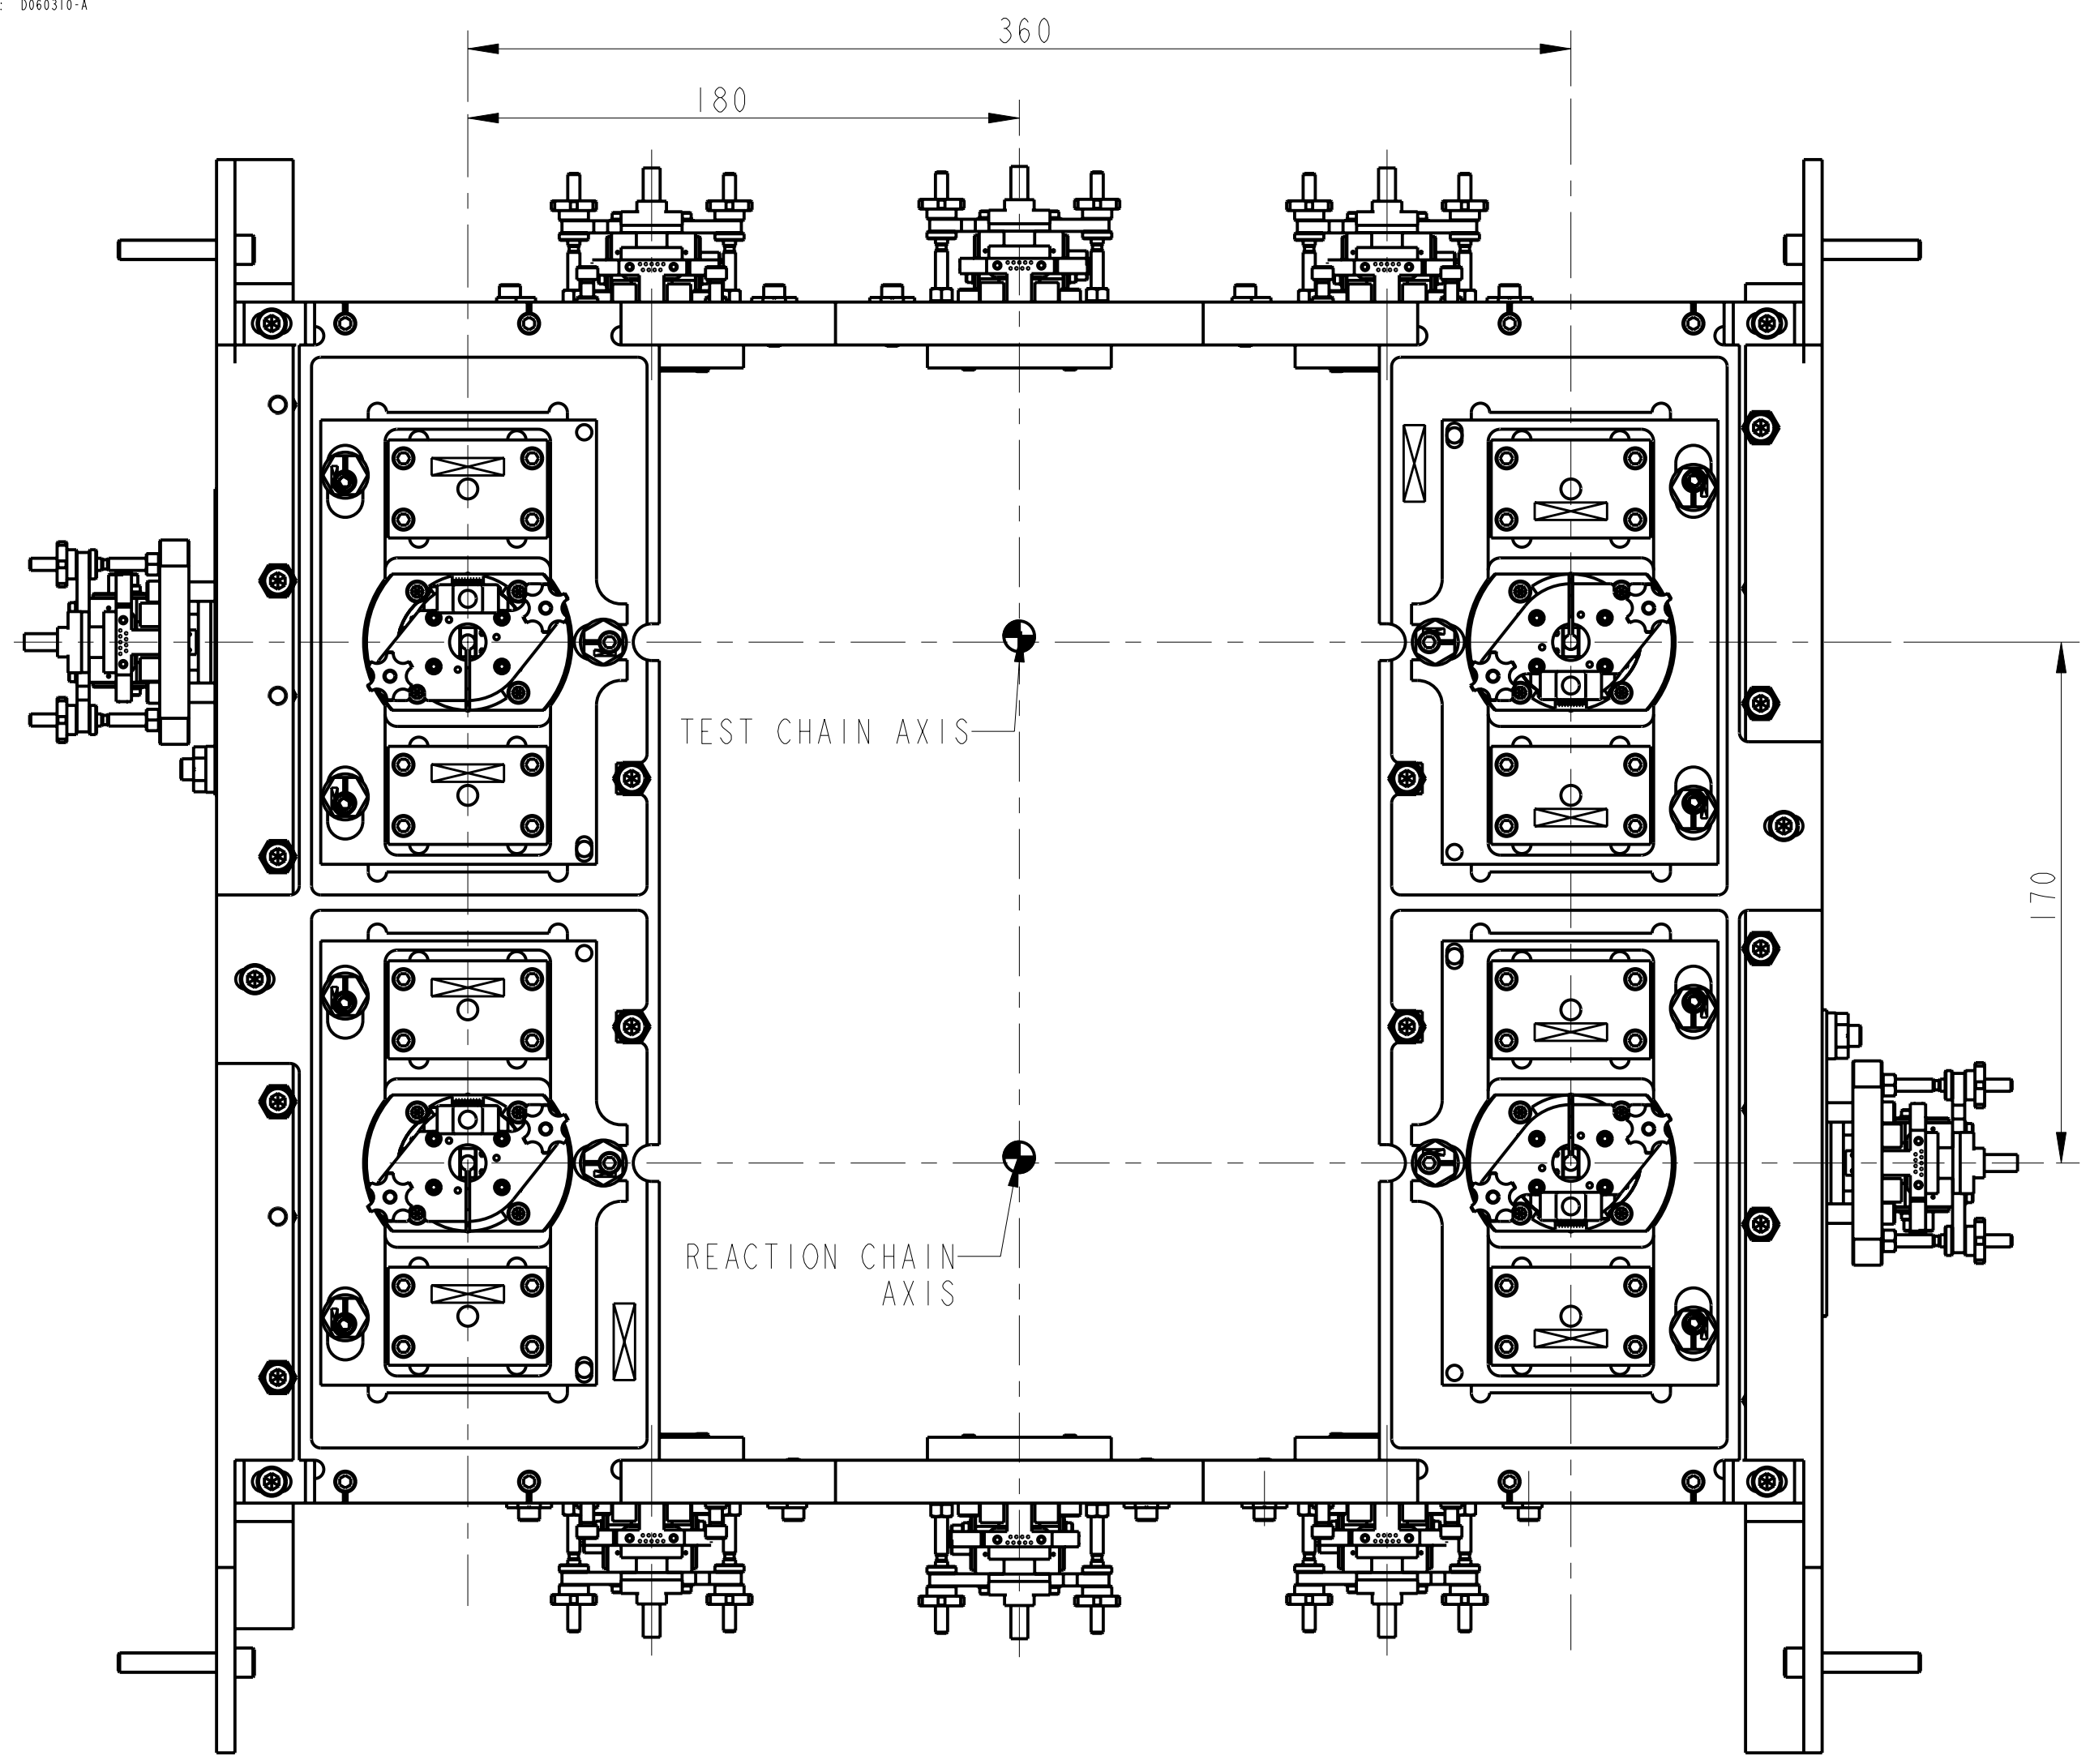 : D060310-A
360
180
TEST CHAIN AXIS
170
REACTION CHAIN
AXIS